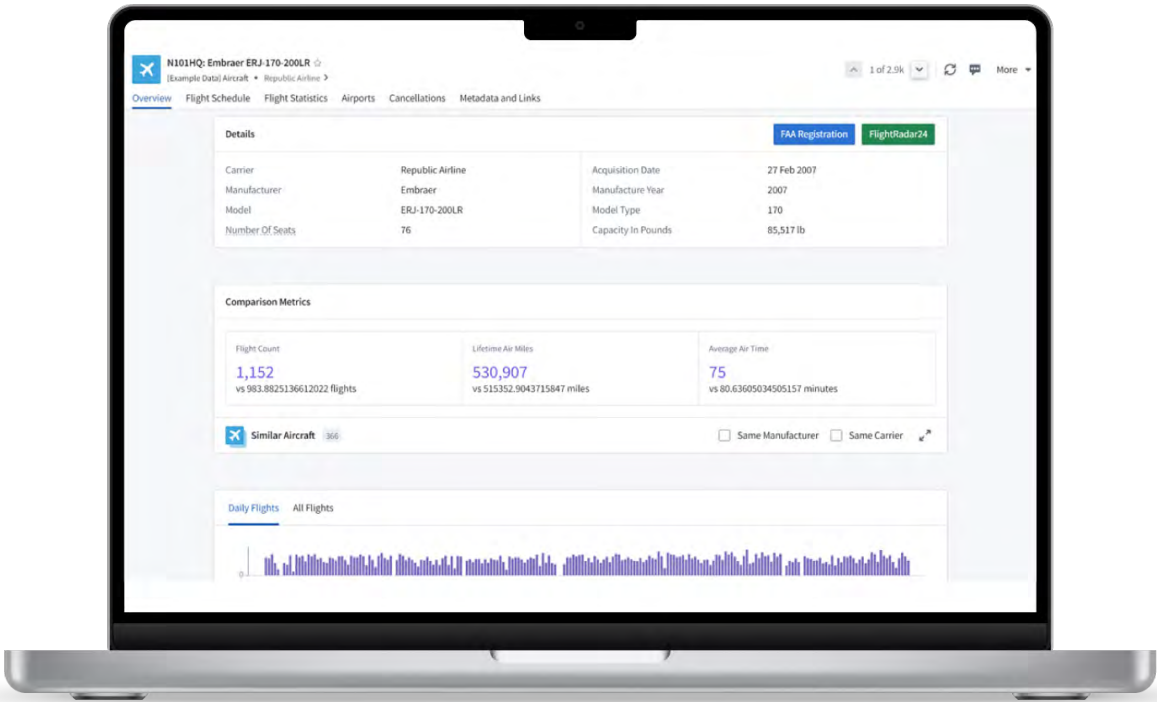 N101HQ: Embraer ERJ-170-200LR
[Example Data] Aircraft • Republic Airline
1 of 2.9k
More
Overview Flight Schedule Flight Statistics Airports Cancellations Metadata and Links
Details
FAA Registration FlightRadar24
Carrier Republic Airline Acquisition Date 27 Feb 2007
Manufacturer Embraer Manufacture Year 2007
Model ERJ-170-200LR Model Type 170
Number Of Seats 76 Capacity In Pounds 85,517 lb
Comparison Metrics
Flight Count Lifetime Air Miles Average Air Time
1,152 530,907 75
vs 983.8825136612022 flights vs 515352.9043715847 miles vs 80.63605034505157 minutes
Similar Aircraft 366 Same Manufacturer Same Carrier
Daily Flights All Flights
0